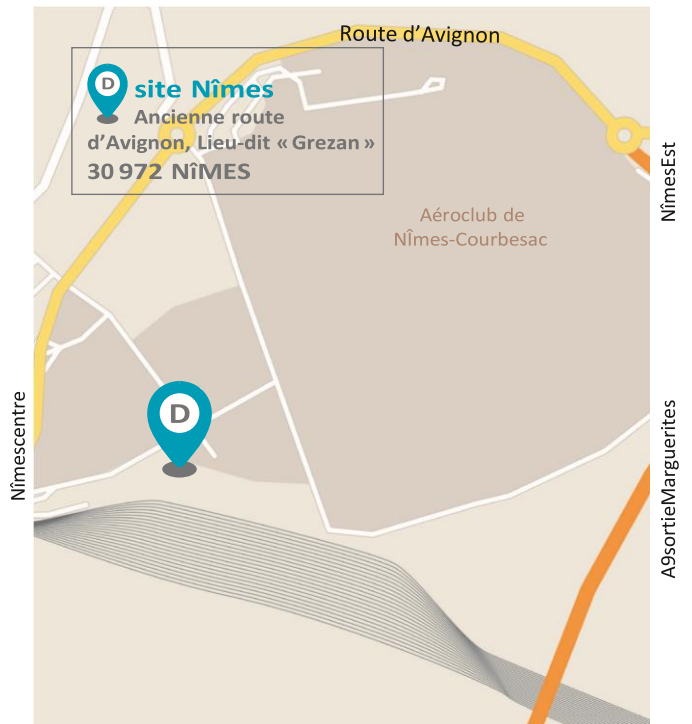 Route d’Avignon
D
site Nîmes
Ancienne route
d’Avignon, Lieu-dit « Grezan »
30 972 NîMES
NîmesEst
Aéroclub de
NÎmes-Courbesac
D
Nîmescentre
A9sortieMarguerites